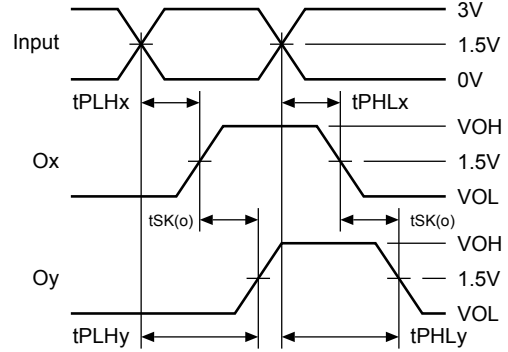 3V
Input
1.5V
0V
tPLHx
tPHLx
VOH
Ox
1.5V
VOL
tSK(o)
tSK(o)
VOH
Oy
1.5V
VOL
tPLHy
tPHLy